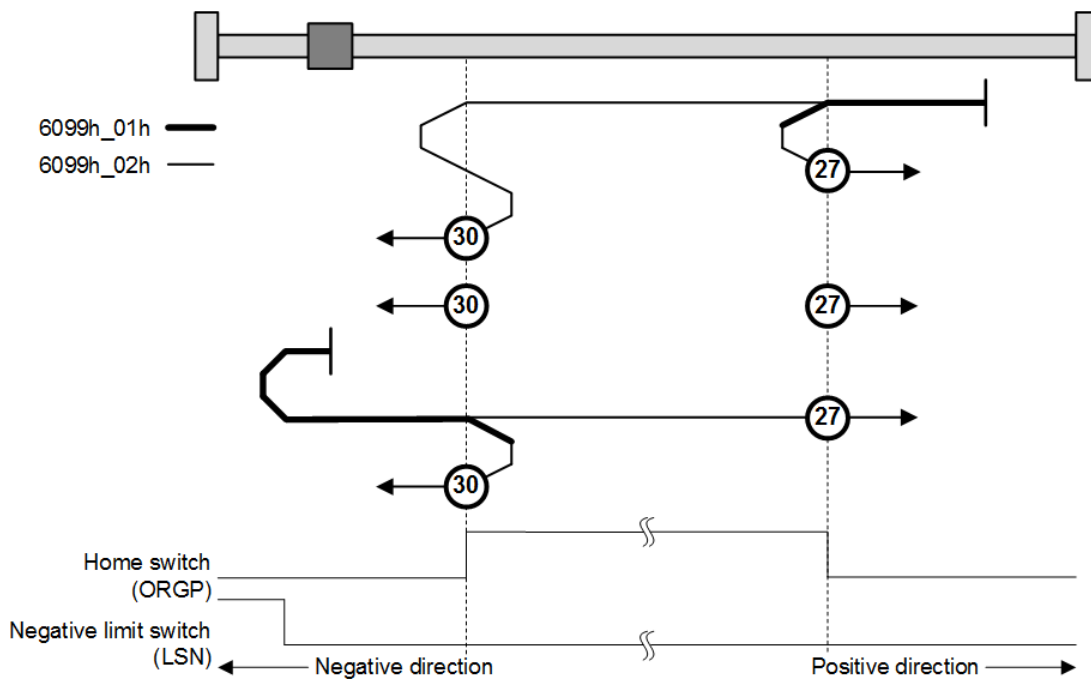 6099h_01h
6099h_02h
27
30
30
27
27
30
Home switch
(ORGP)
Negative limit switch
(LSN)
Negative direction
Positive direction